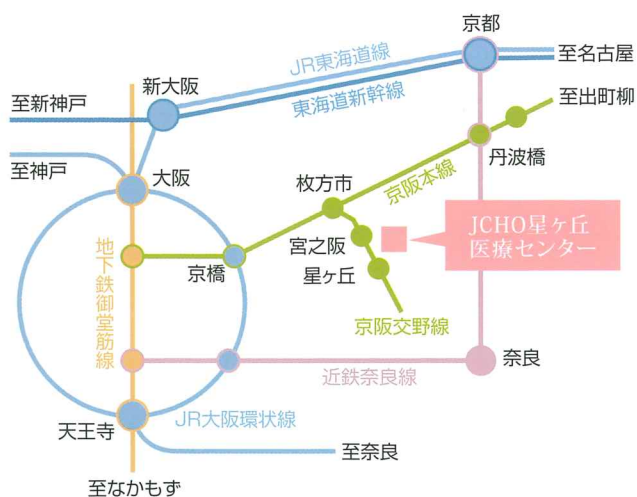 京都
JR東海道線
至名古屋
新大阪
東海道新幹線
至新神戸
至出町柳
至神戸
大阪
丹波橋
枚方市
京阪本線
JCHO星ヶ丘
医療センター
地下鉄御堂筋線
宮之阪
京橋
星ヶ丘
京阪交野線
奈良
近鉄奈良線
天王寺
JR大阪環状線
至奈良
至なかもず